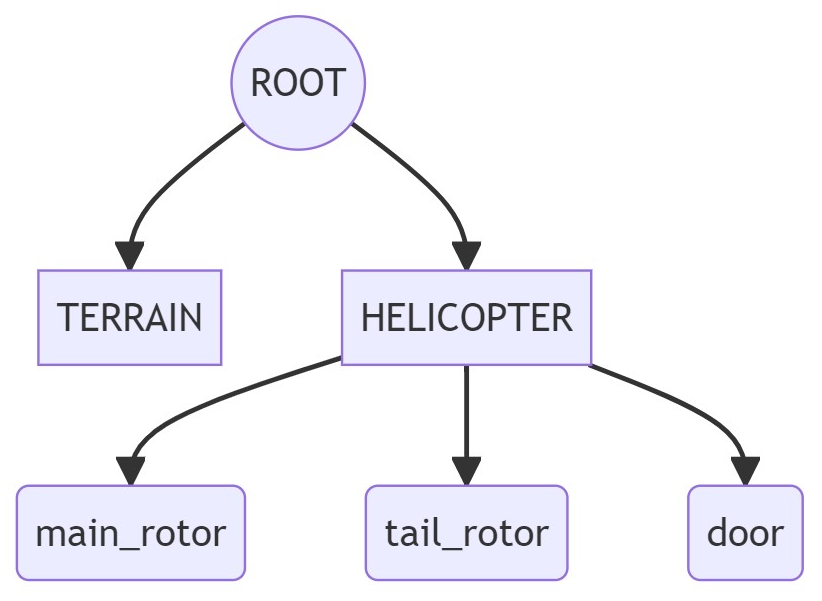 ROOT
TERRAIN
HELICOPTER
main_rotor
tail_rotor
door